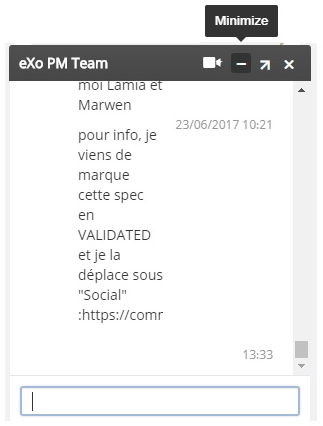 Minimize
eXo PM Team
moi Lamia et
Marwen
23/06/2017 10:21
pour info, je
viens de
marque
cette spec
en
VALIDATED
et je la
déplace sous
"Social"
:https://comr
13:33